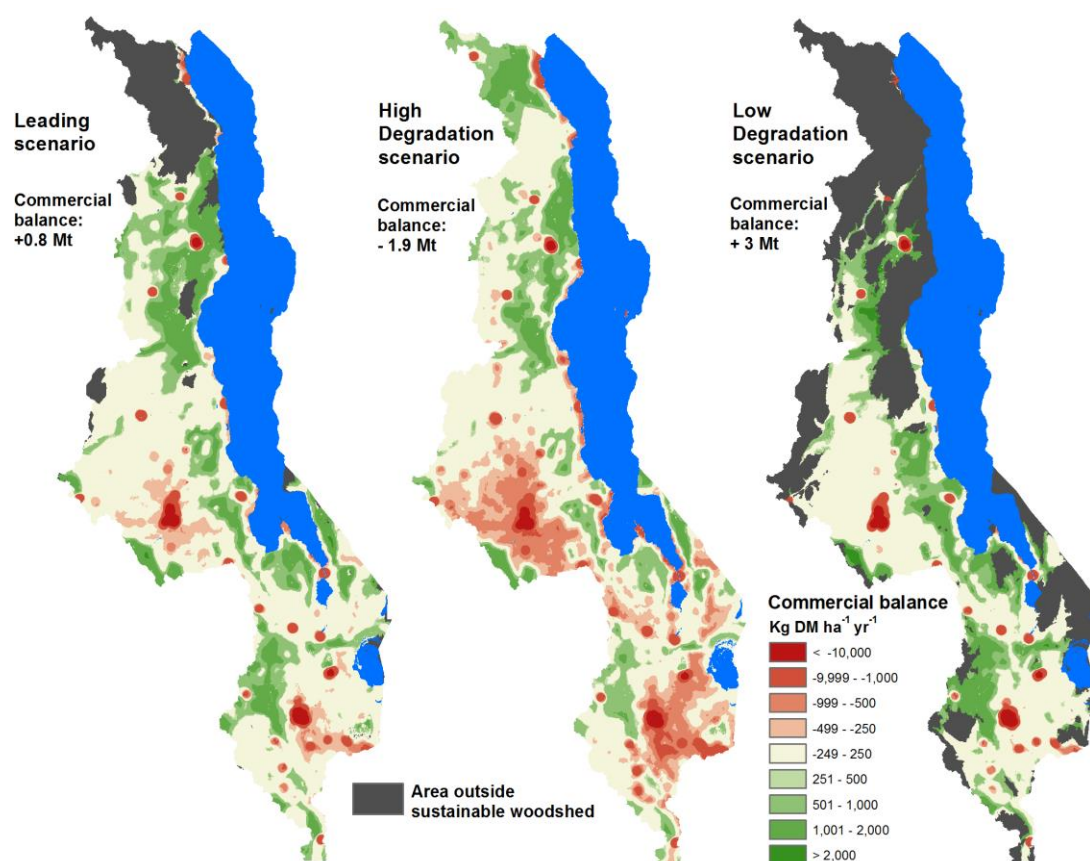 Leading
scenario
Commercial
balance:
+0.8 Mt
High
Degradation
scenario
Commercial
balance:
- 1.9 Mt
Low
Degradation
scenario
Commercial
balance:
+ 3 Mt
Area outside
sustainable woodshed
Commercial balance
Kg DM ha⁻¹ yr⁻¹
< -10,000
-9,999 - -1,000
-999 - -500
-499 - -250
-249 - 250
251 - 500
501 - 1,000
1,001 - 2,000
> 2,000